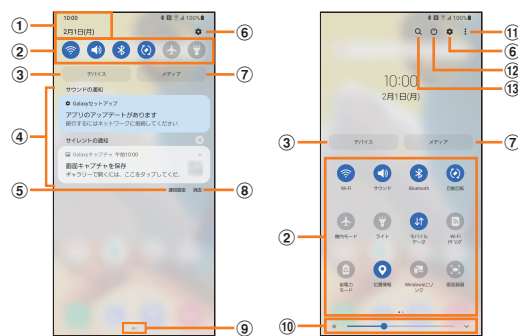 10:00
100%
2月1日(月)
デバイス
メディア
サウンドの通知
Galaxyセットアップ
アプリのアップデートがあります
続行するにはネットワークに接続してください
サイレントの通知
Galaxyキャプチャ 午前10:00
画面キャプチャを保存
ギャラリーで開くには、ここをタップしてくだ
通知設定 消去
①
②
③
④
⑤
⑥
⑦
⑧
⑨
100%
10:00
2月1日(月)
デバイス
メディア
Wi-Fi
サウンド
Bluetooth
自動回転
機内モード
ライト
モバイル
データ
Wi-Fi
テザリング
省電力
モード
位置情報
Windowsにリ
ンク
画面録画
③
②
⑩
⑪
⑫
⑥
⑬
⑦